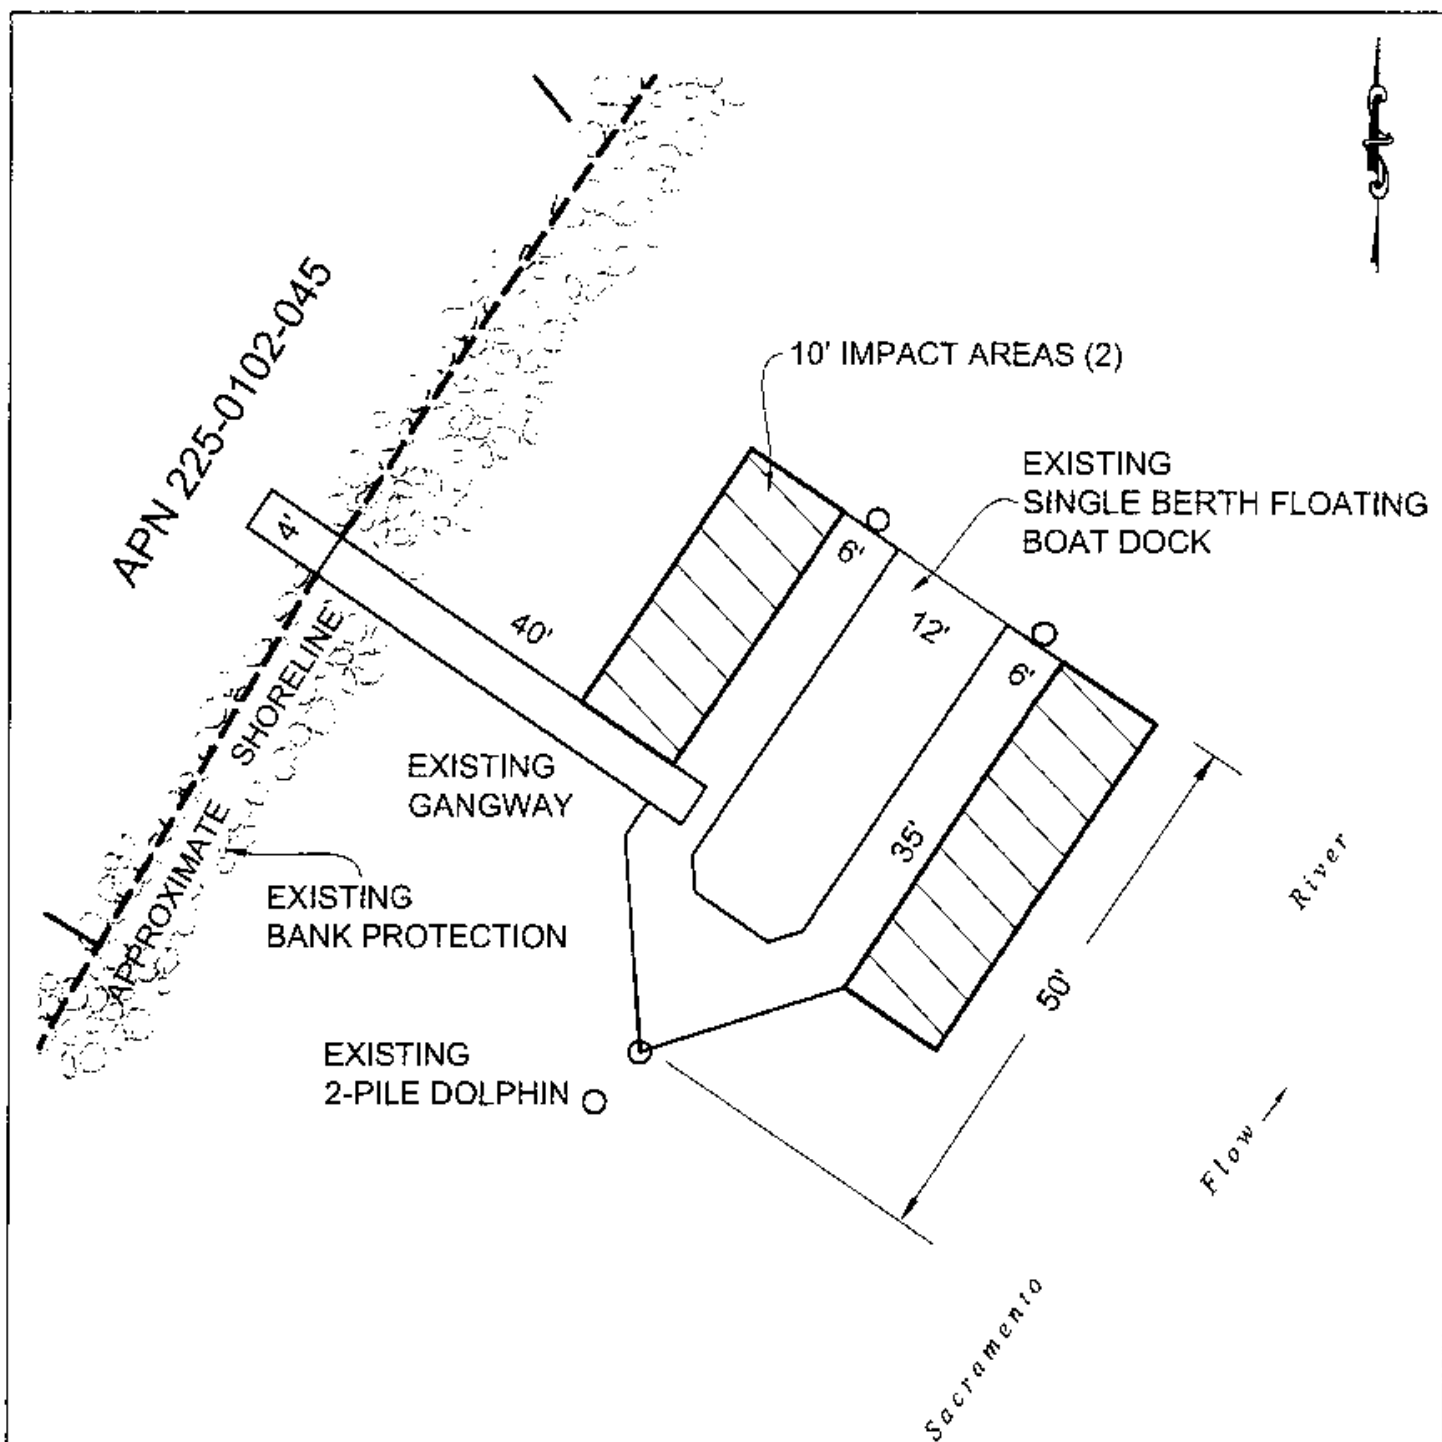 APN 225-0102-045
10' IMPACT AREAS (2)
EXISTING
SINGLE BERTH FLOATING
BOAT DOCK
4'
6'
40'
12'
6'
APPROXIMATE SHORELINE
EXISTING
GANGWAY
35'
EXISTING
BANK PROTECTION
50'
EXISTING
2-PILE DOLPHIN
Flow
Sacramento River